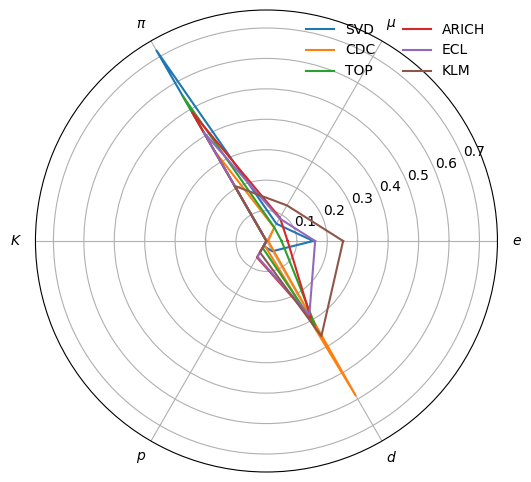 π
μ
SVD ARICH
CDC ECL
TOP KLM
0.7
0.6
0.5
0.4
0.3
0.2
0.1
K
e
p
d